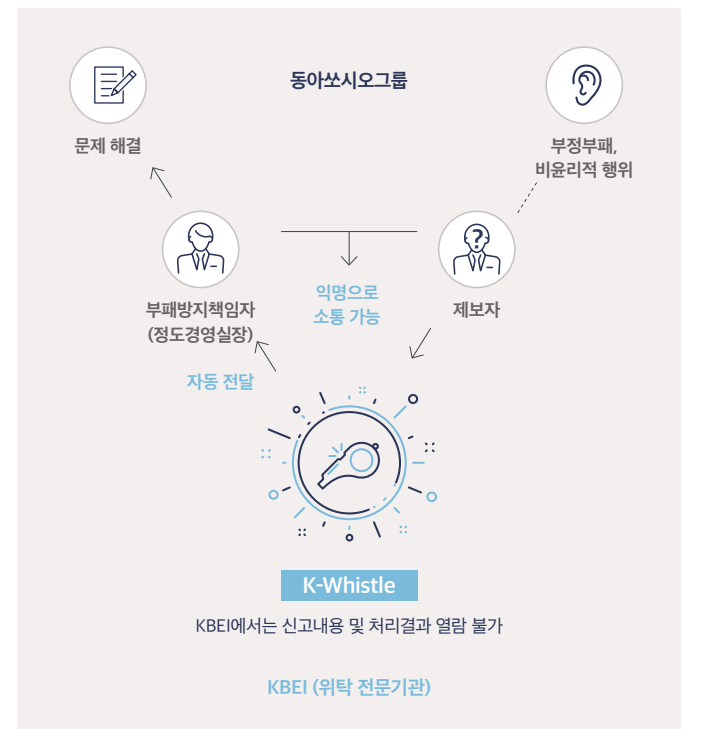 동아쏘시오그룹
문제 해결
부정부패,
비윤리적 행위
부패방지책임자
(정도경영실장)
익명으로
소통 가능
?
제보자
자동 전달
K-Whistle
KBEI에서는 신고내용 및 처리결과 열람 불가
KBEI (위탁 전문기관)